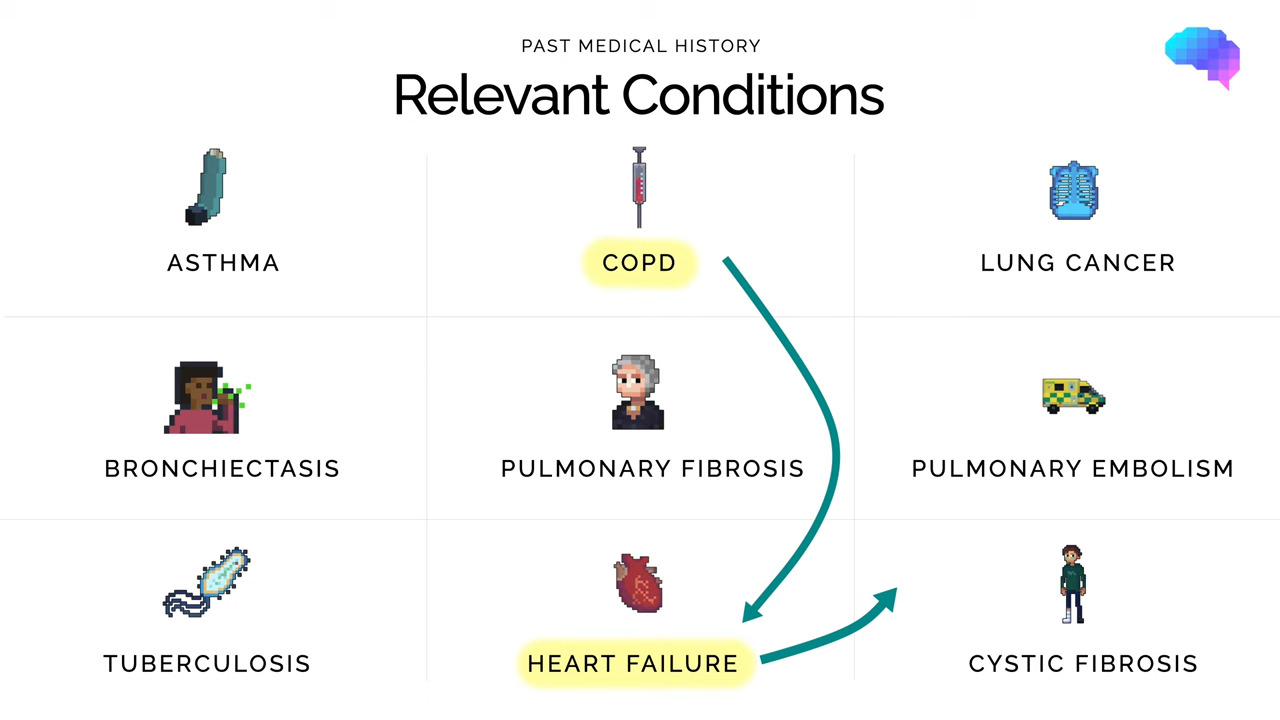 PAST MEDICAL HISTORY
Relevant Conditions
ASTHMA
COPD
LUNG CANCER
BRONCHIECTASIS
PULMONARY FIBROSIS
PULMONARY EMBOLISM
TUBERCULOSIS
HEART FAILURE
CYSTIC FIBROSIS